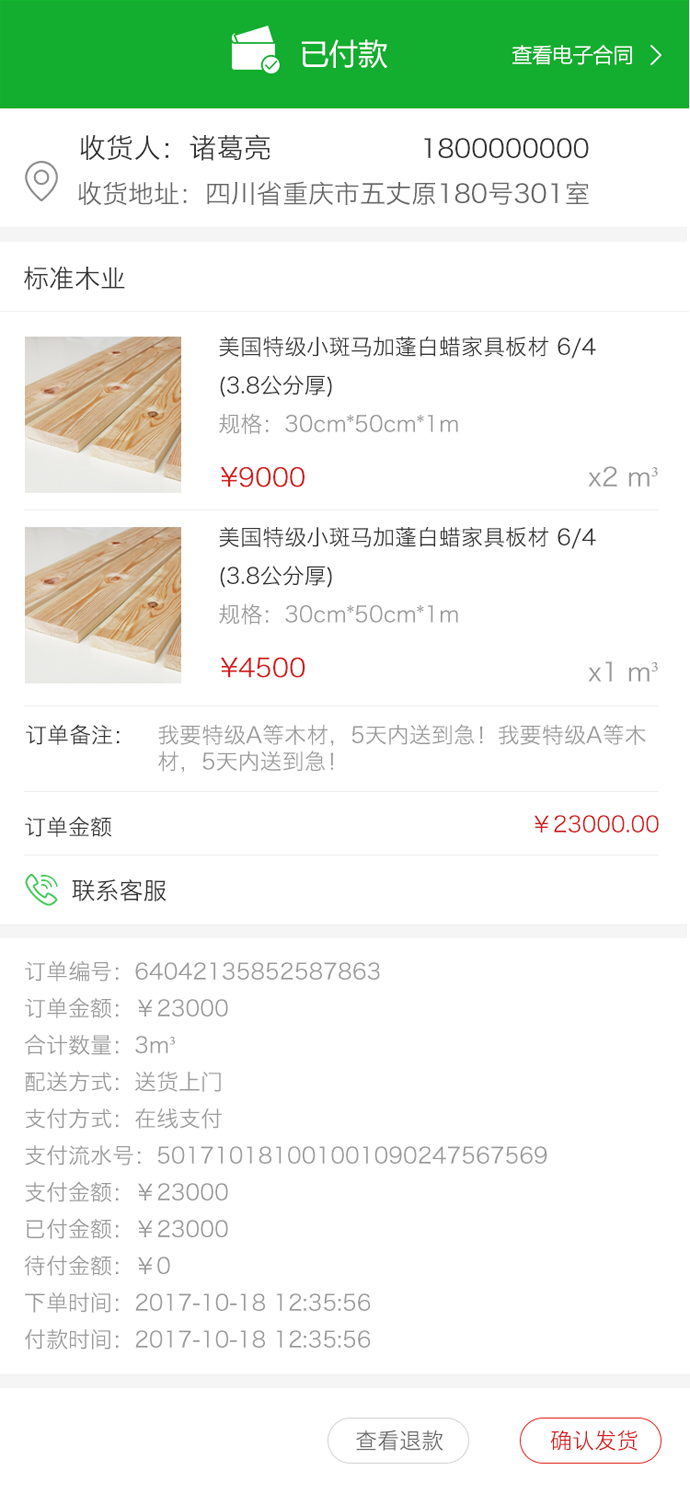 已付款
查看电子合同
收货人：诸葛亮 1800000000
收货地址：四川省重庆市五丈原180号301室
标准木业
美国特级小斑马加蓬白蜡家具板材 6/4
(3.8公分厚)
规格：30cm*50cm*1m
¥9000 x2 m³
美国特级小斑马加蓬白蜡家具板材 6/4
(3.8公分厚)
规格：30cm*50cm*1m
¥4500 x1 m³
订单备注： 我要特级A等木材，5天内送到急！我要特级A等木
材，5天内送到急！
订单金额 ￥23000.00
联系客服
订单编号：64042135852587863
订单金额：￥23000
合计数量：3m³
配送方式：送货上门
支付方式：在线支付
支付流水号：5017101810010010902​47567569
支付金额：￥23000
已付金额：￥23000
待付金额：￥0
下单时间：2017-10-18 12:35:56
付款时间：2017-10-18 12:35:56
查看退款 确认发货